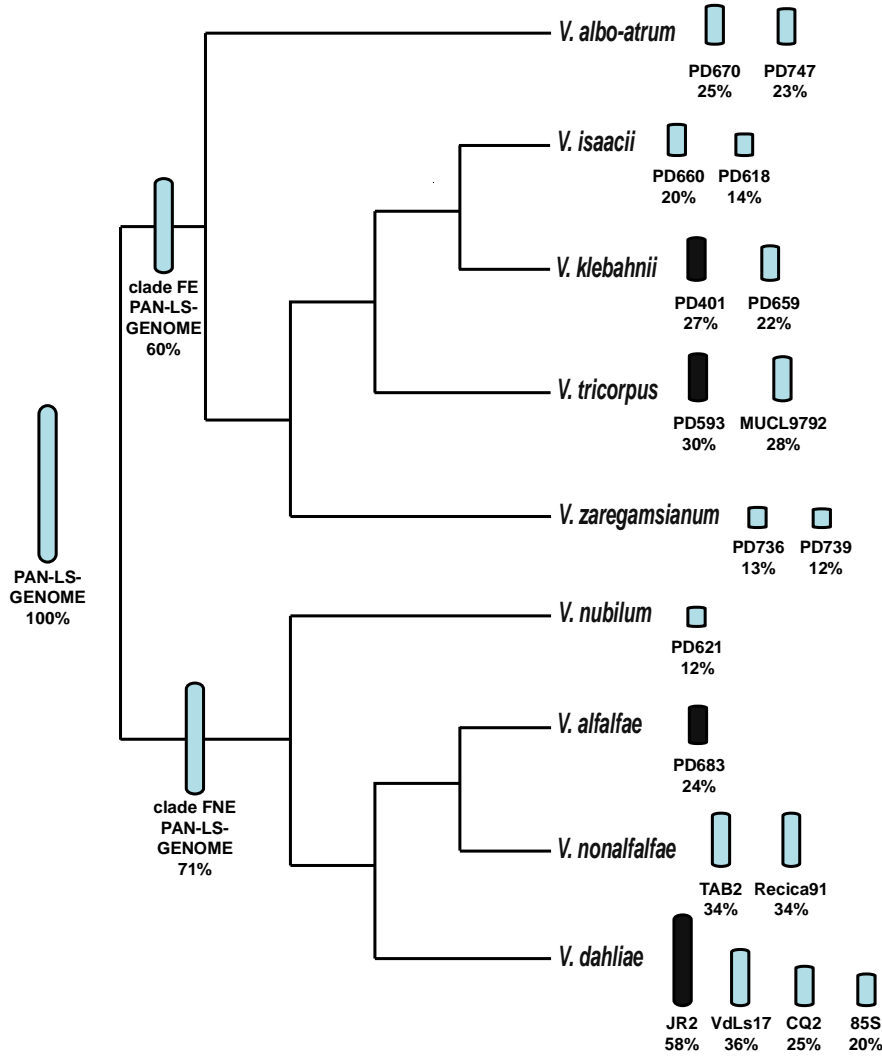 V. albo-atrum
PD670 PD747
25% 23%
V. isaacii
PD660 PD618
20% 14%
clade FE
PAN-LS-
GENOME
60%
V. klebahnii
PD401 PD659
27% 22%
V. tricorpus
PD593 MUCL9792
30% 28%
V. zaregamsianum
PD736 PD739
13% 12%
PAN-LS-
GENOME
100%
V. nubilum
PD621
12%
V. alfalfae
PD683
24%
clade FNE
PAN-LS-
GENOME
71%
V. nonalfalfae
TAB2 Recica91
34% 34%
V. dahliae
JR2 VdLs17 CQ2 85S
58% 36% 25% 20%